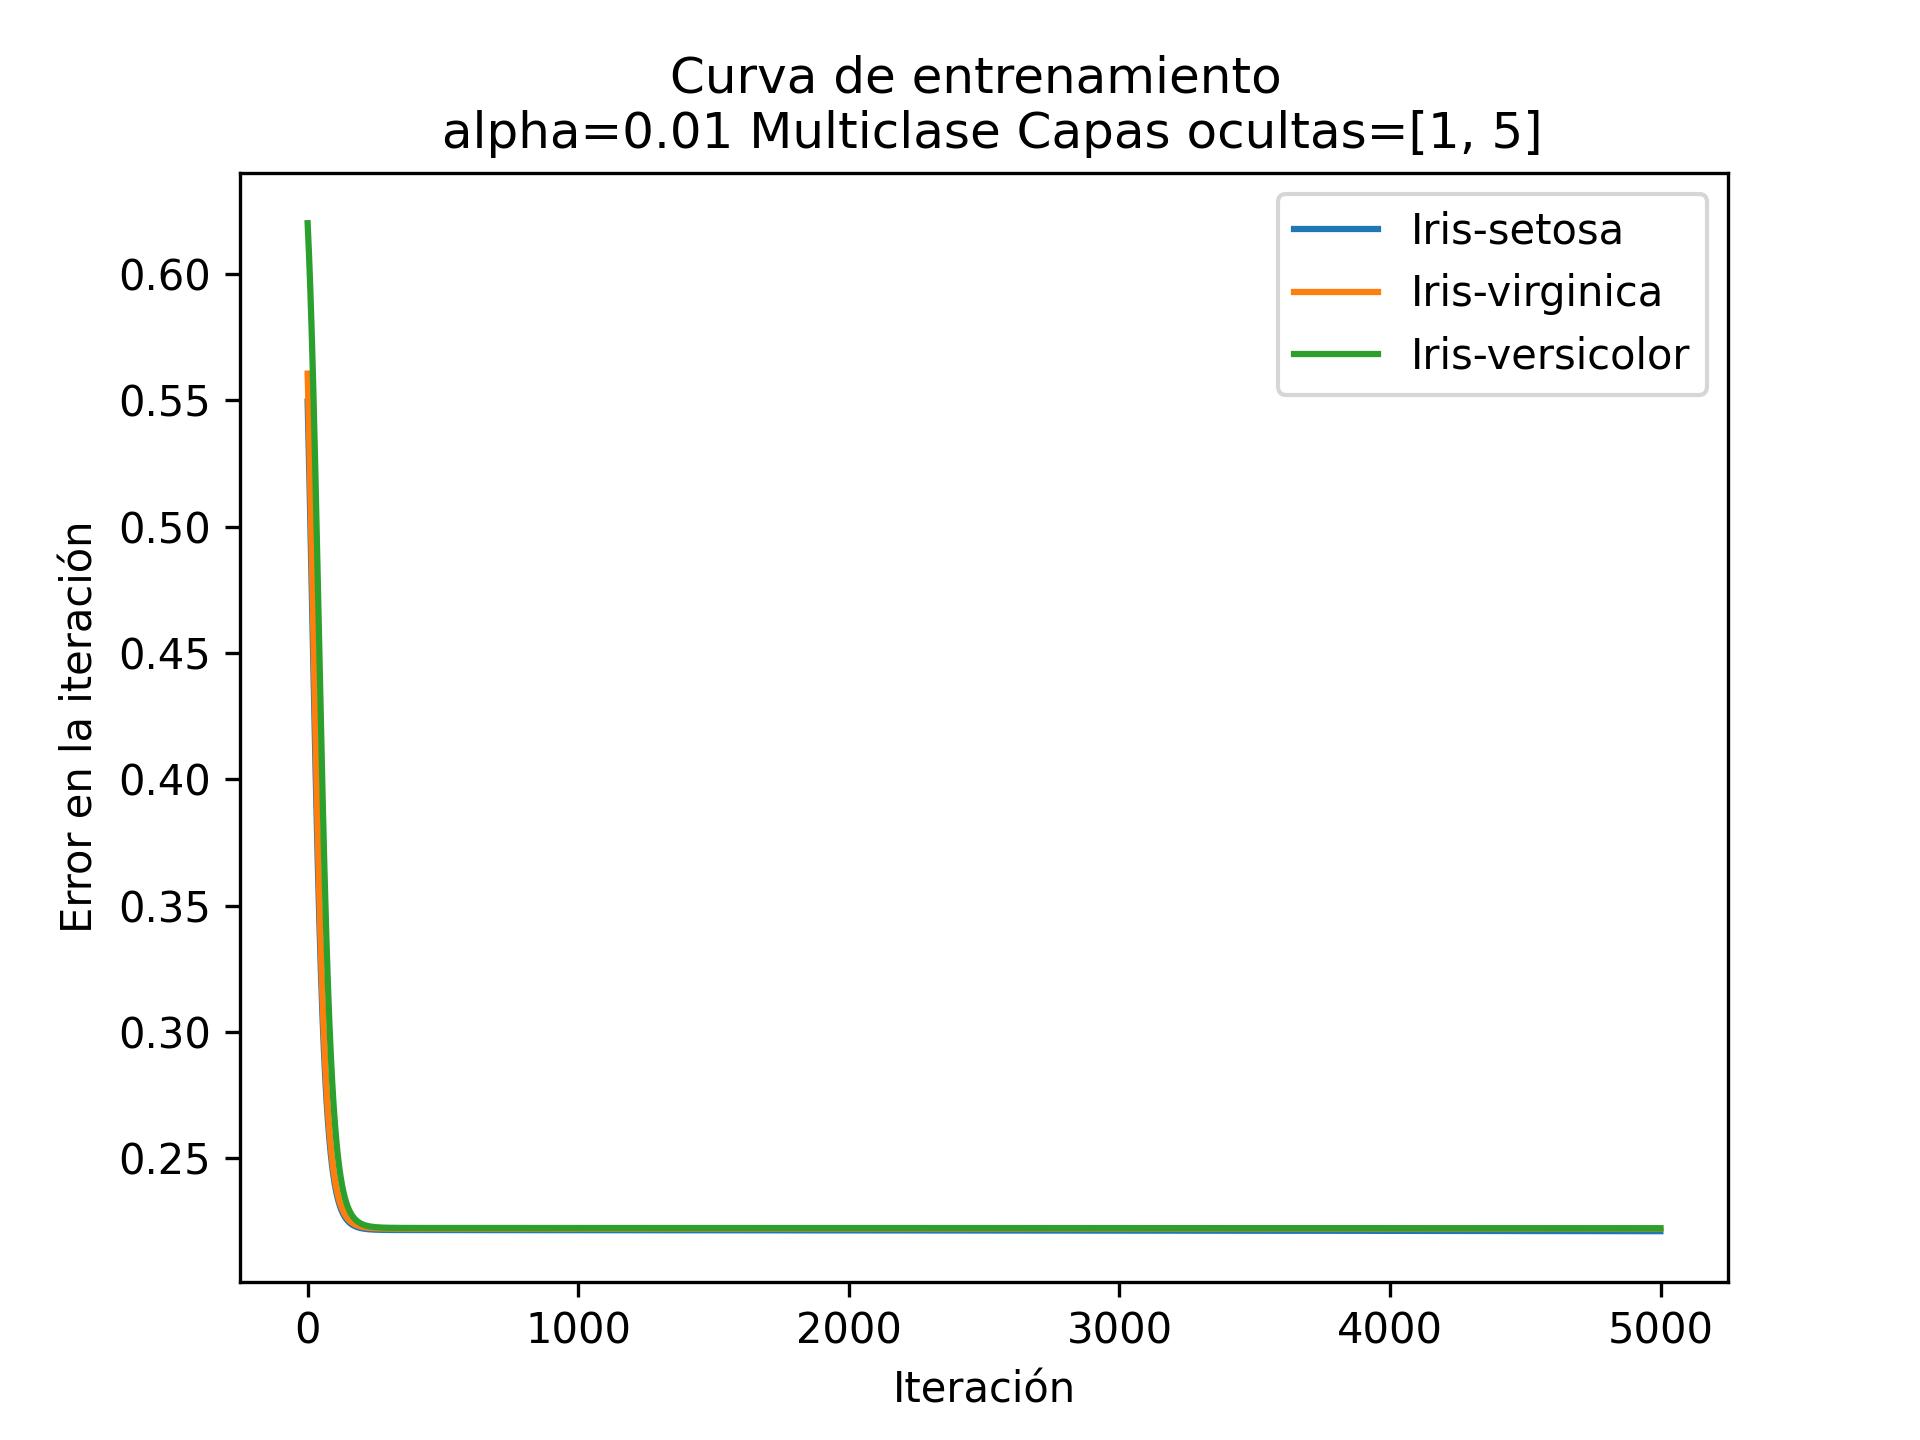 Curva de entrenamiento
alpha=0.01 Multiclase Capas ocultas=[1, 5]
Iris-setosa
Iris-virginica
Iris-versicolor
0.60
0.55
0.50
0.45
0.40
0.35
0.30
0.25
Error en la iteración
0 1000 2000 3000 4000 5000
Iteración